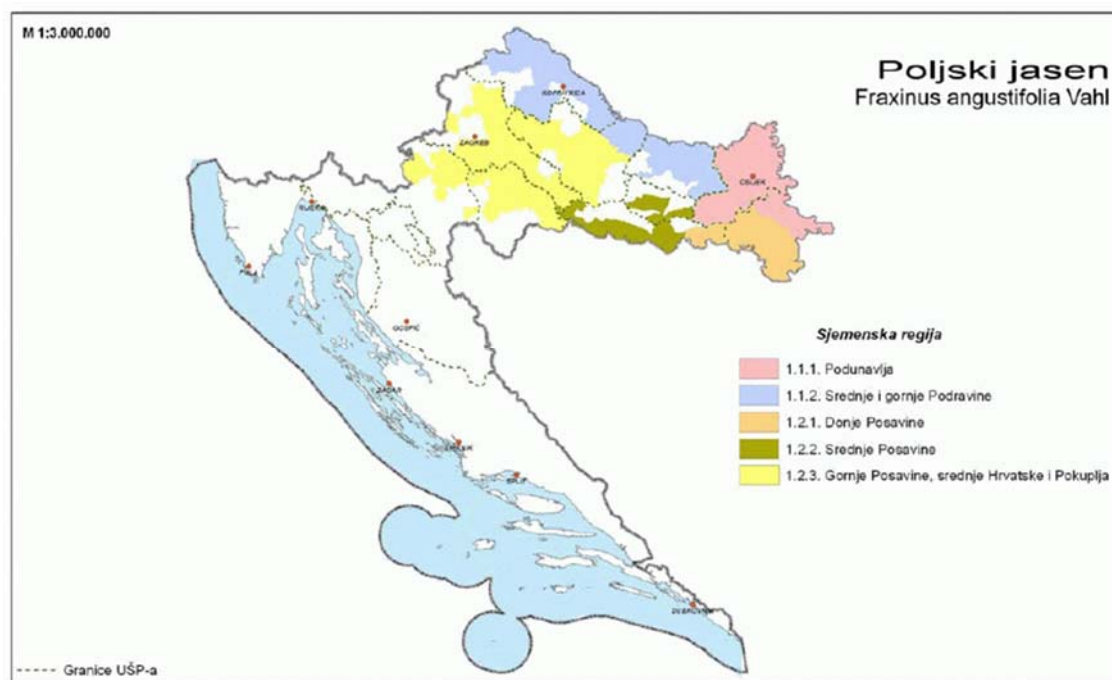 M 1:3.000.000
Poljski jasen
Fraxinus angustifolia Vahl
KOPRIVNICA
ZAGREB
OSIJEK
RIJEKA
PULA
GOSPIĆ
ZADAR
ŠIBENIK
SPLIT
DUBROVNIK
Sjemenska regija
1.1.1. Podunavlja
1.1.2. Srednje i gornje Podravine
1.2.1. Donje Posavine
1.2.2. Srednje Posavine
1.2.3. Gornje Posavine, srednje Hrvatske i Pokuplja
Granice UŠP-a